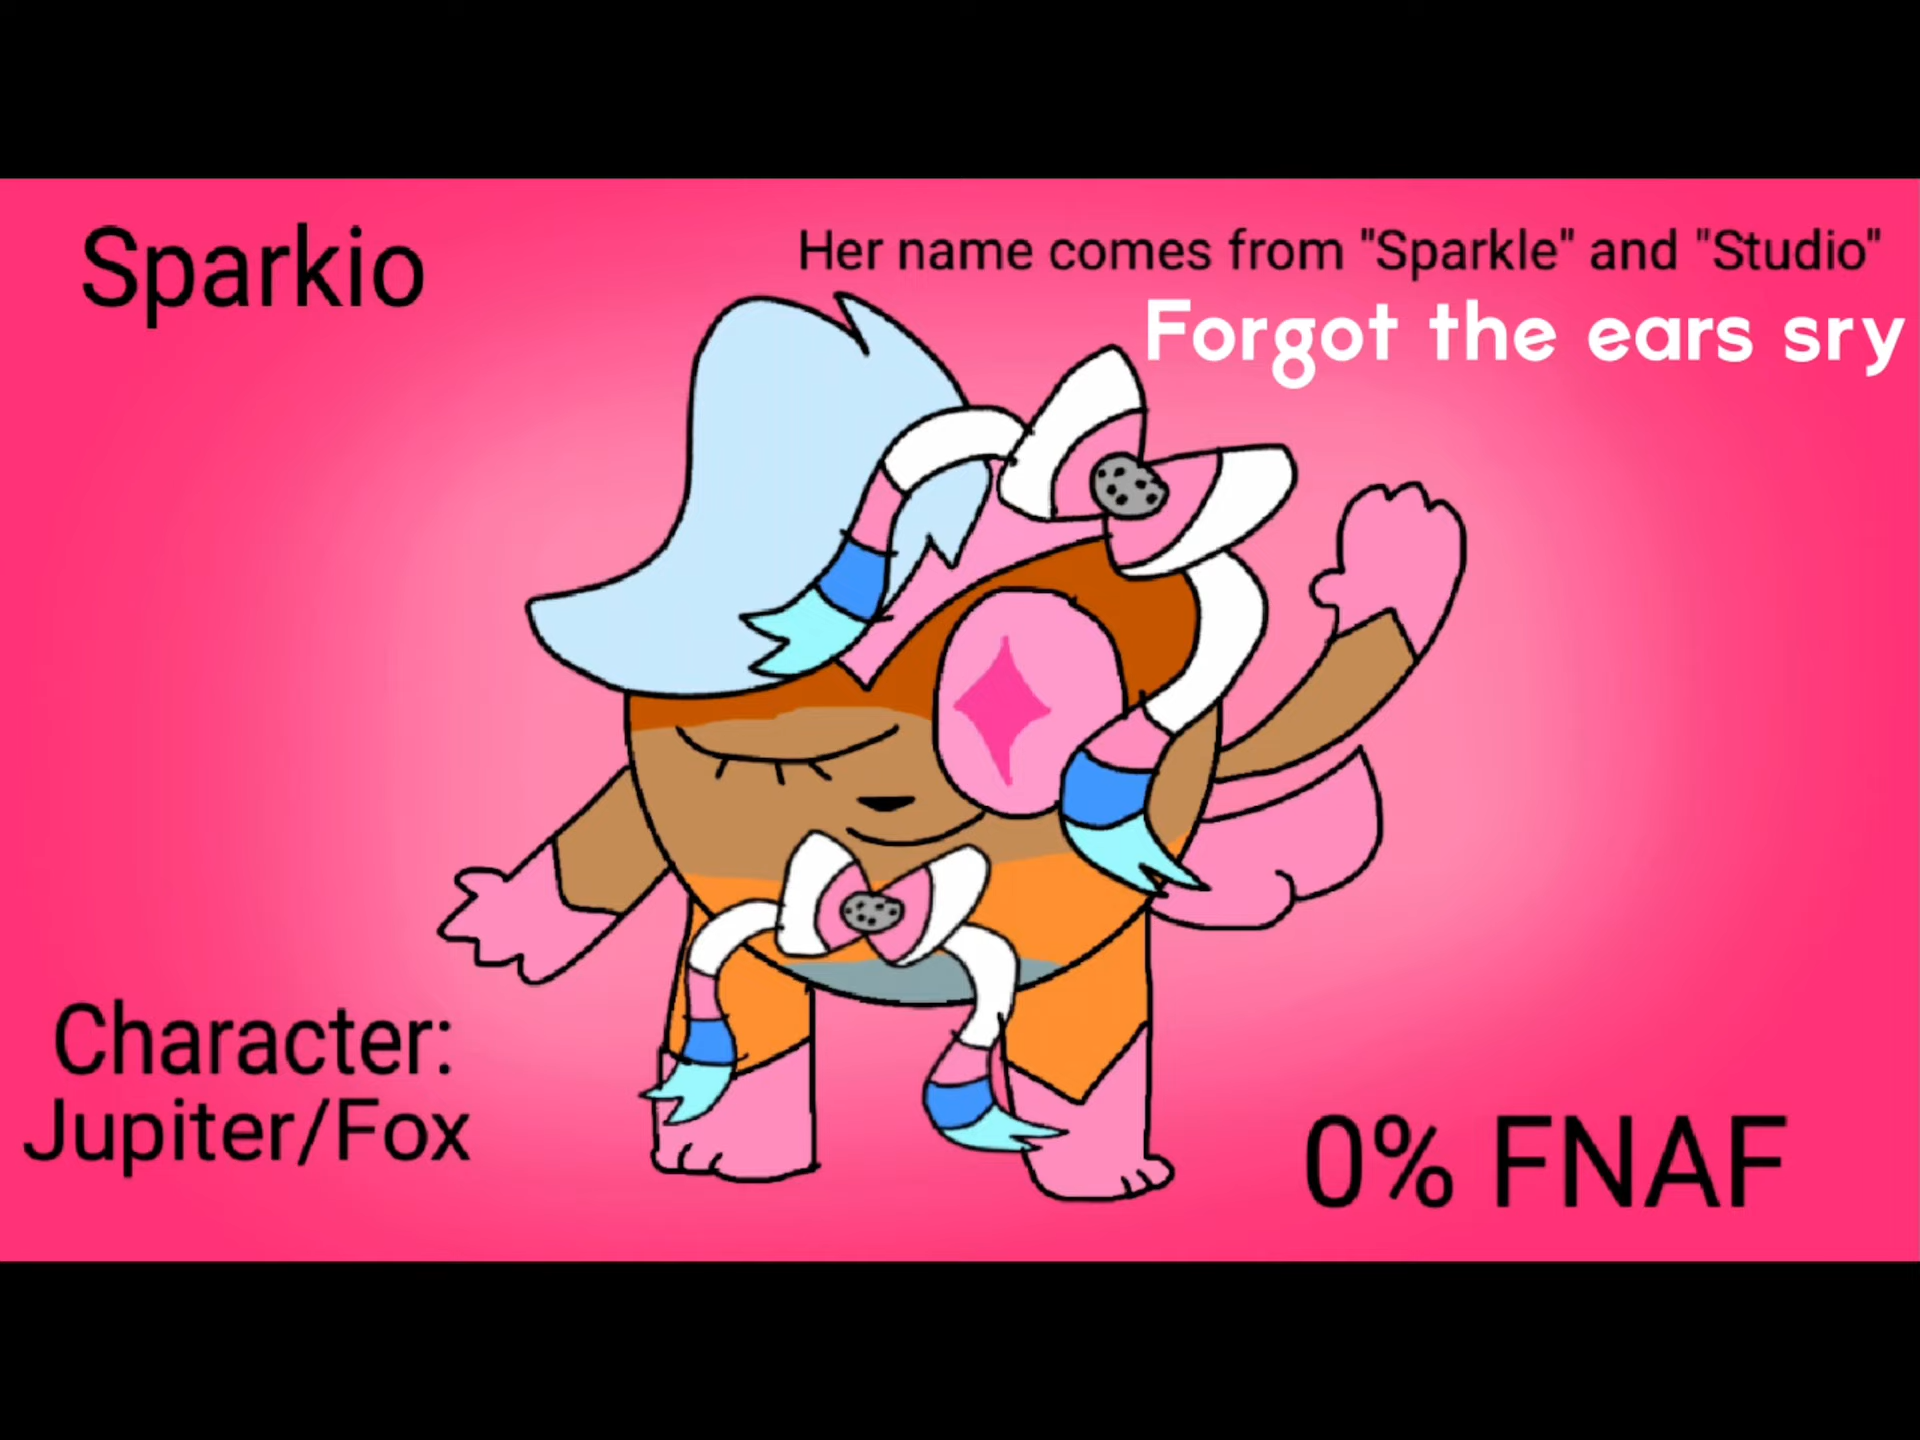 Sparkio
Her name comes from "Sparkle" and "Studio"
Forgot the ears sry
Character:
Jupiter/Fox
0% FNAF